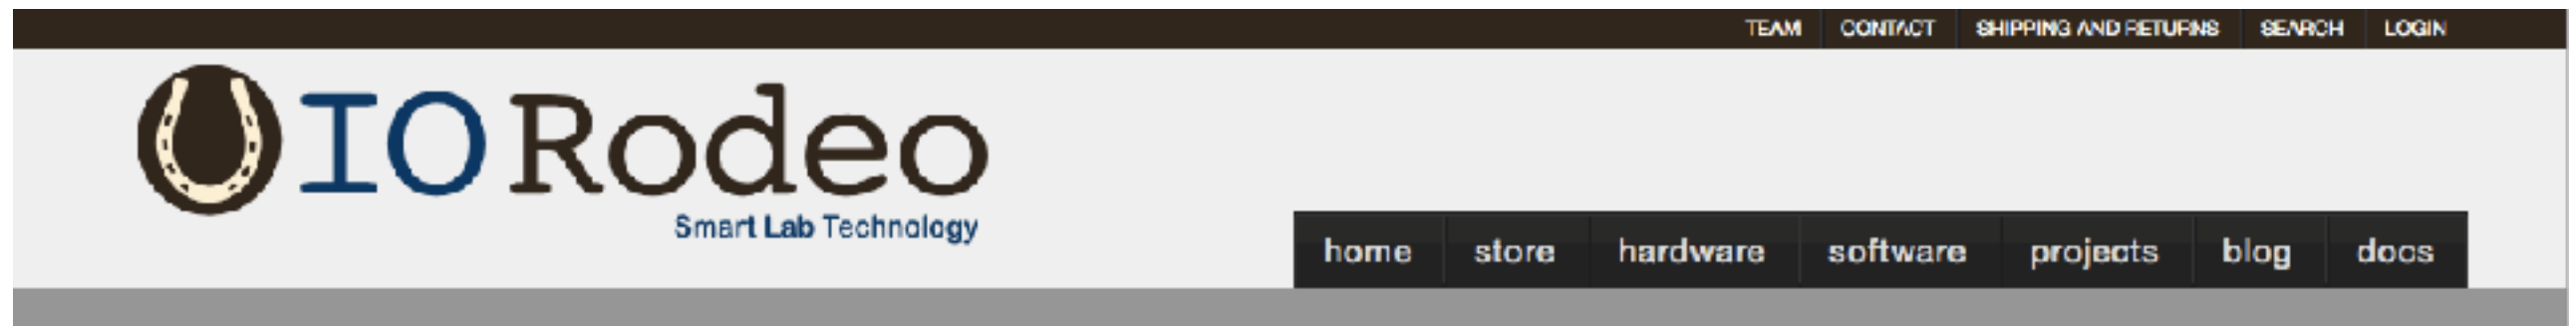 TEAM CONTACT SHIPPING AND RETURNS SEARCH LOGIN
IO Rodeo
Smart Lab Technology
home store hardware software projects blog docs